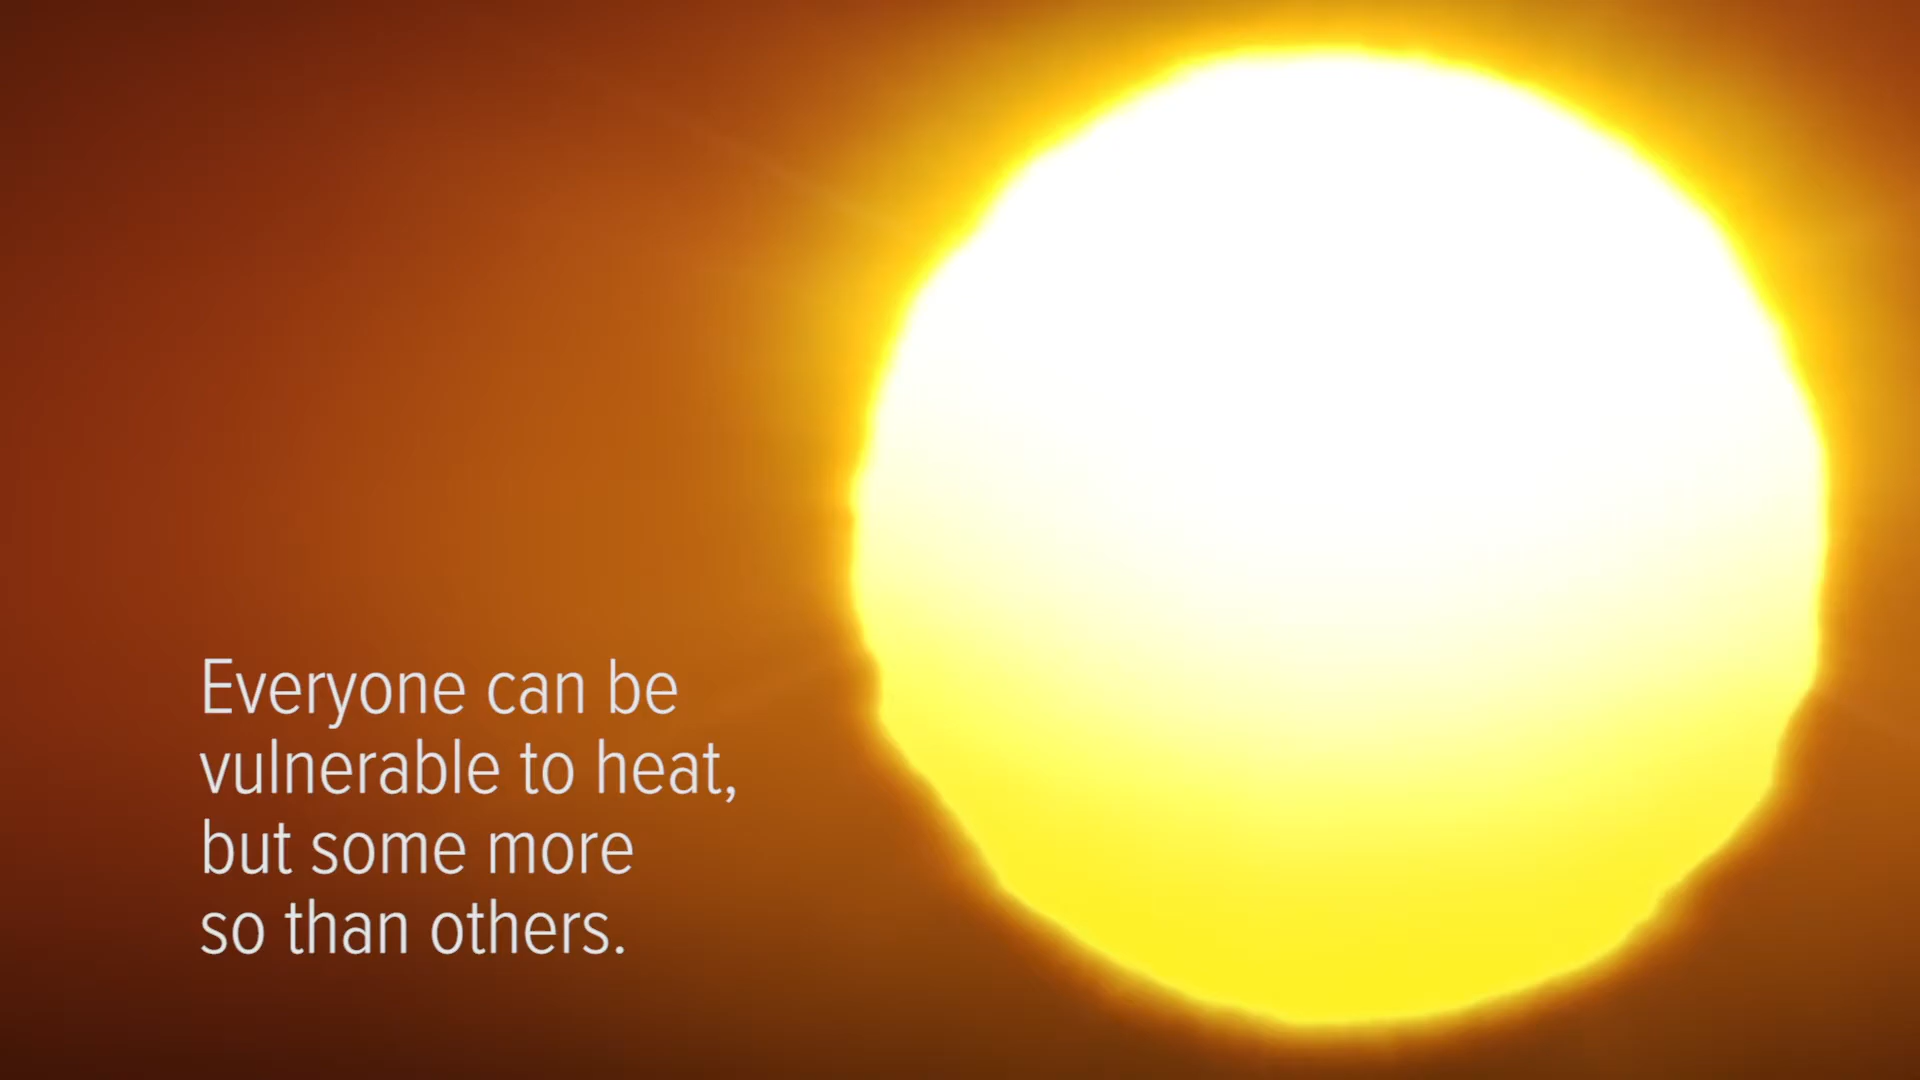 Everyone can be
vulnerable to heat,
but some more
so than others.